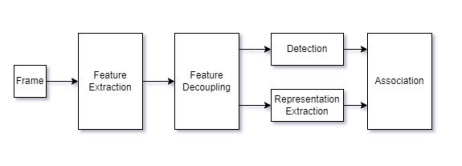 Frame
Feature
Extraction
Feature
Decoupling
Detection
Representation
Extraction
Association